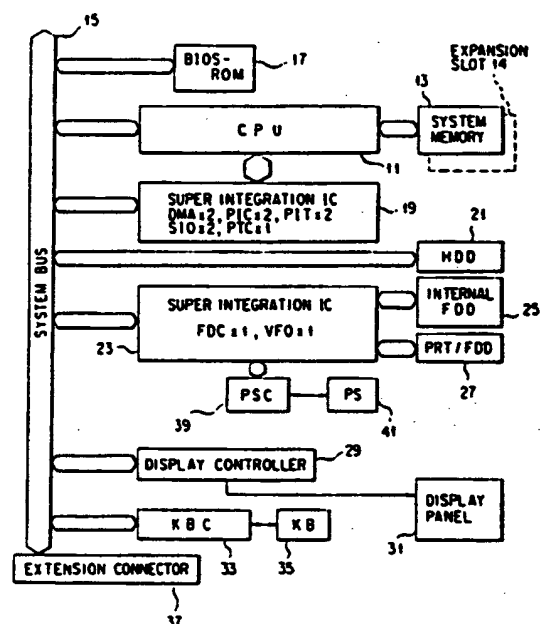 15
BIOS-
ROM
17
EXPANSION
SLOT 14
13
CPU
SYSTEM
MEMORY
11
SUPER INTEGRATION IC
DMA=2, PIC=2, PIT=2
SIO=2, PTC=1
19
21
HDD
SYSTEM BUS
SUPER INTEGRATION IC
FDC=1, VFO=1
23
INTERNAL
FDD
25
PRT/FDD
27
PSC
39
PS
41
29
DISPLAY CONTROLLER
DISPLAY
PANEL
31
KBC
33
KB
35
EXTENSION CONNECTOR
37